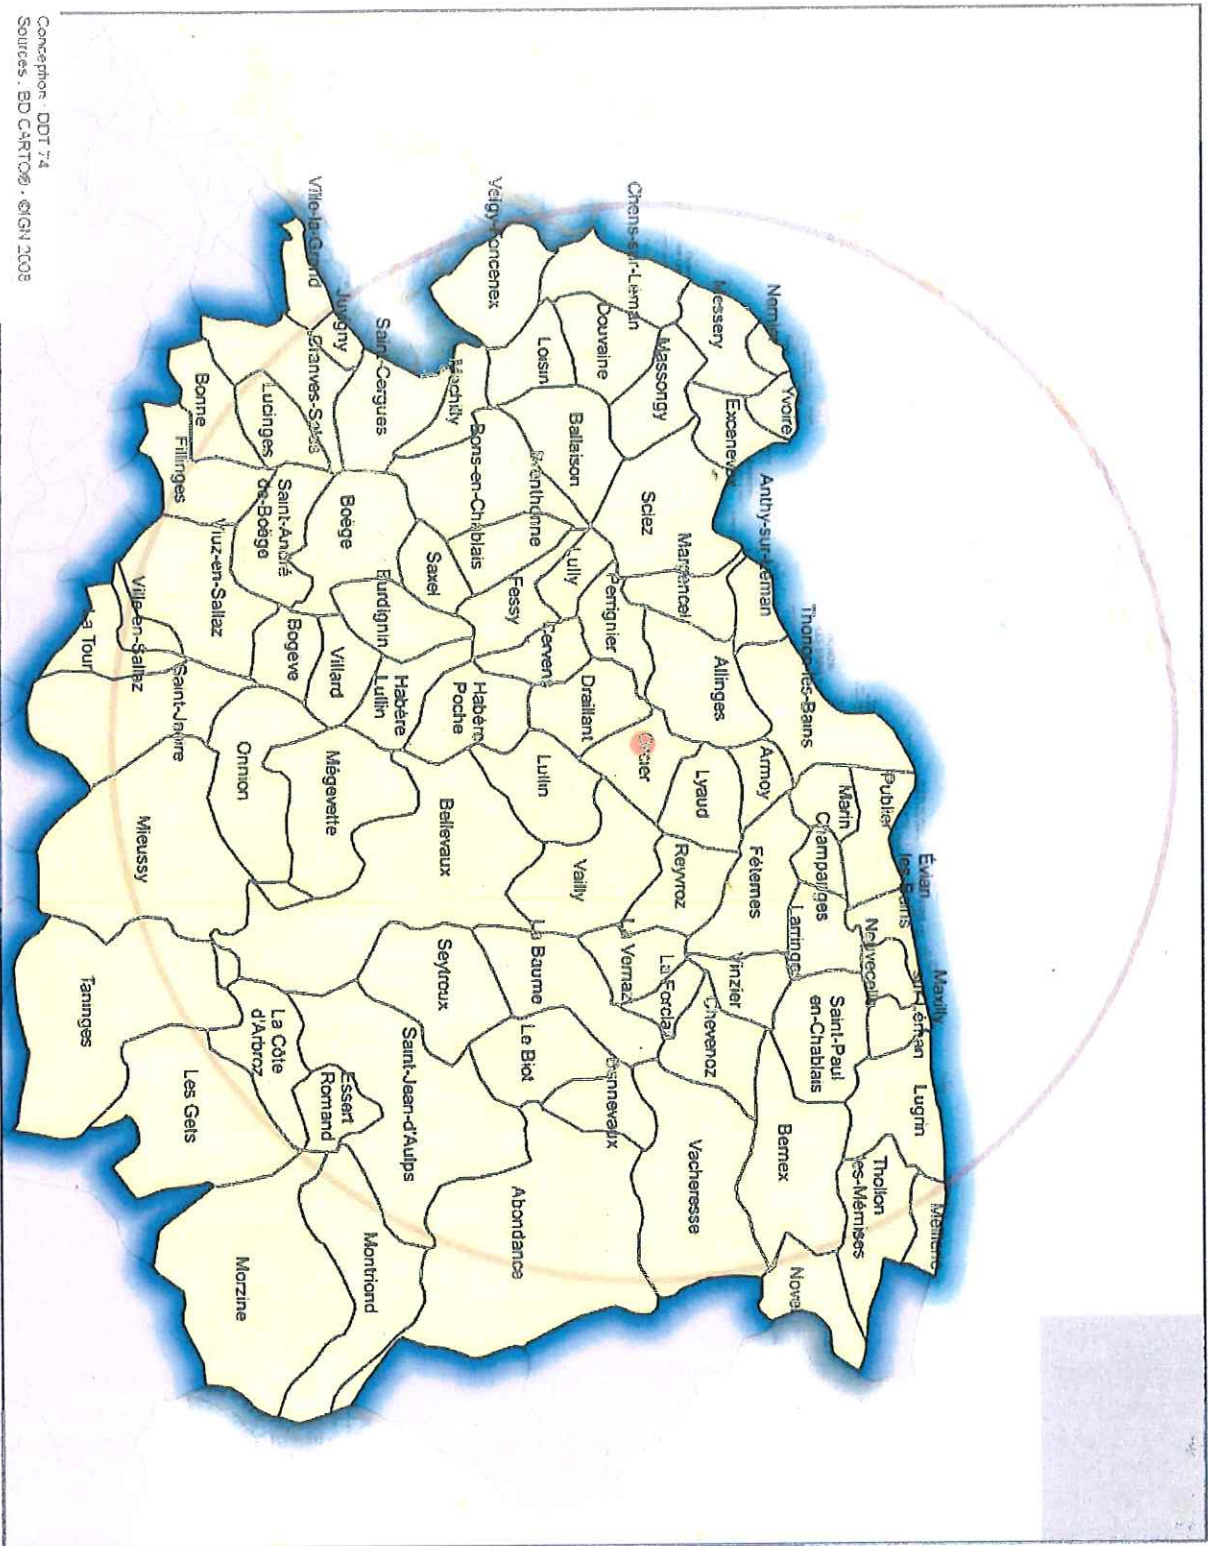 Nernier
Yvoire
Messery
Excenevex
Chens-sur-Léman
Massongy
Anthy-sur-Léman
Douvaine
Sciez
Margencel
Thonon-les-Bains
Veigy-Foncenex
Loisin
Ballaison
Publier
Évian
les-Bains
Maxilly
sur-Léman
Marin
Neuvecelle
Lugrin
Meillerie
Thollon
les-Mémises
Champanges
Larringes
Saint-Paul
en-Chablais
Novel
Armoy
Allinges
Perrignier
Lully
Brenthonne
Machilly
Bons-en-Chablais
Fessy
Cervens
Draillant
Orcier
Lyaud
Féternes
Vinzier
Bernex
Reyvroz
Chevenoz
La Forclaz
La Vernaz
Vacheresse
Vailly
Lullin
Bonnevaux
La Baume
Le Biot
Abondance
Saint-Cergues
Saxel
Habère
Poche
Habère
Lullin
Bellevaux
Seytroux
Saint-Jean-d'Aulps
Juvigny
Ville-la-Grand
Cranves-Sales
Boëge
Burdignin
Villard
Mégevette
Essert
Romand
Montriond
Lucinges
Saint-André
de-Boëge
Bogève
Onnion
La Côte
d'Arbroz
Morzine
Bonne
Fillinges
Viuz-en-Sallaz
Saint-Jeoire
Ville-en-Sallaz
La Tour
Mieussy
Les Gets
Taninges
Conception : DDT 74
Sources : BD CARTO® - ©IGN 2008